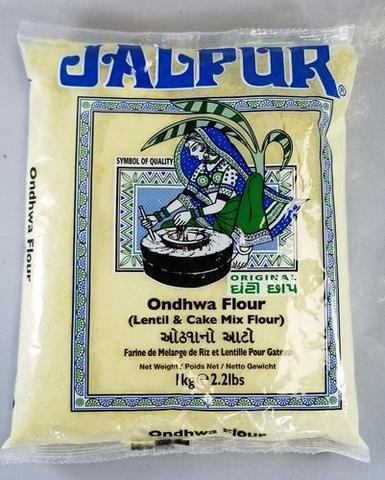 JALPUR®
SYMBOL OF QUALITY
ORIGINAL
ઘંટી છાપ
Ondhwa Flour
(Lentil & Cake Mix Flour)
ઓંઢવાનો આટો
Farine de Melange de Riz et Lentille Pour Gateau
Net Weight / Poids Net / Netto Gewicht
1kg ℮ 2.2lbs
Ondhwa Flour
Ondhwa Flour